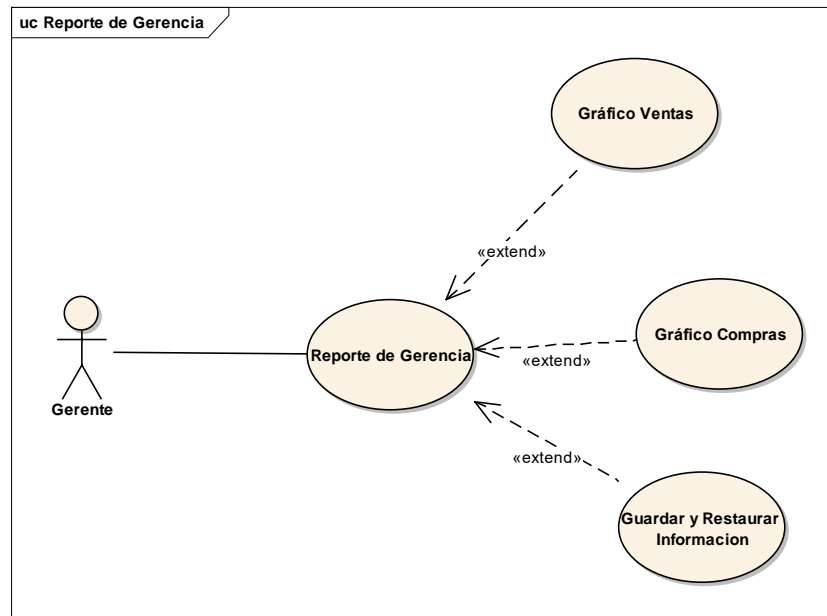 uc Reporte de Gerencia
Gráfico Ventas
«extend»
Gráfico Compras
Reporte de Gerencia
«extend»
Gerente
«extend»
Guardar y Restaurar
Informacion